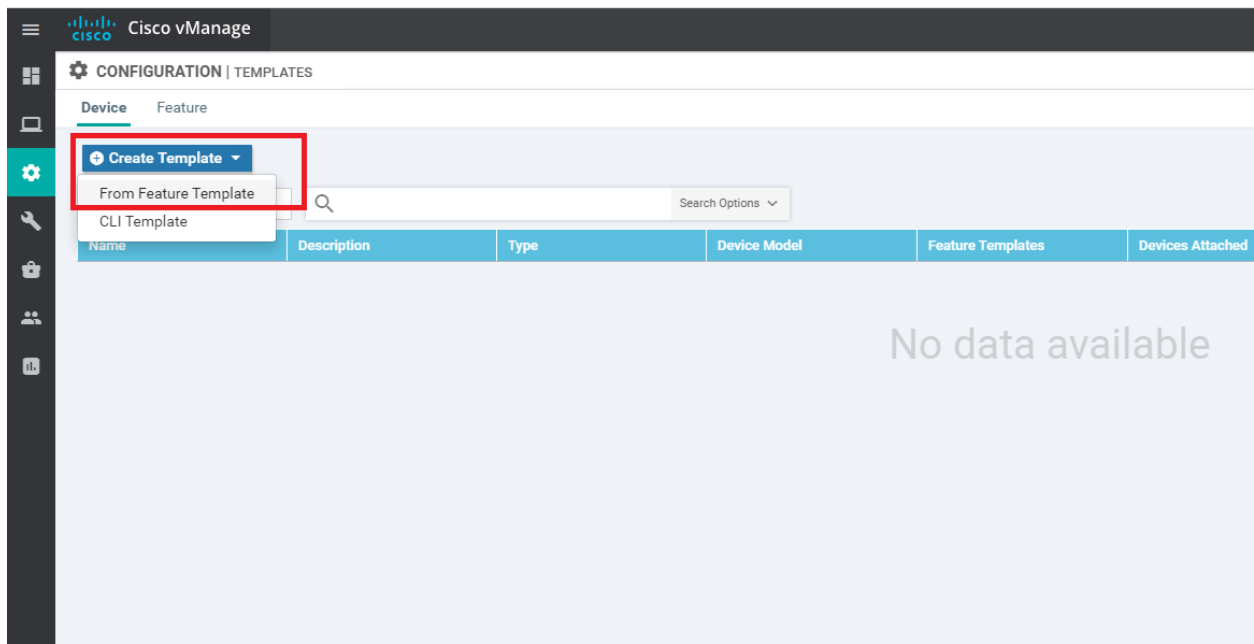 cisco Cisco vManage
CONFIGURATION | TEMPLATES
Device Feature
Create Template
From Feature Template
Search Options
CLI Template
Name Description Type Device Model Feature Templates Devices Attached
No data available